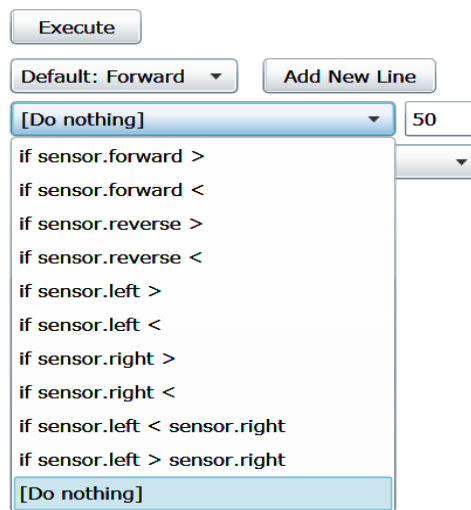 Execute
Default: Forward Add New Line
[Do nothing] 50
if sensor.forward >
if sensor.forward <
if sensor.reverse >
if sensor.reverse <
if sensor.left >
if sensor.left <
if sensor.right >
if sensor.right <
if sensor.left < sensor.right
if sensor.left > sensor.right
[Do nothing]